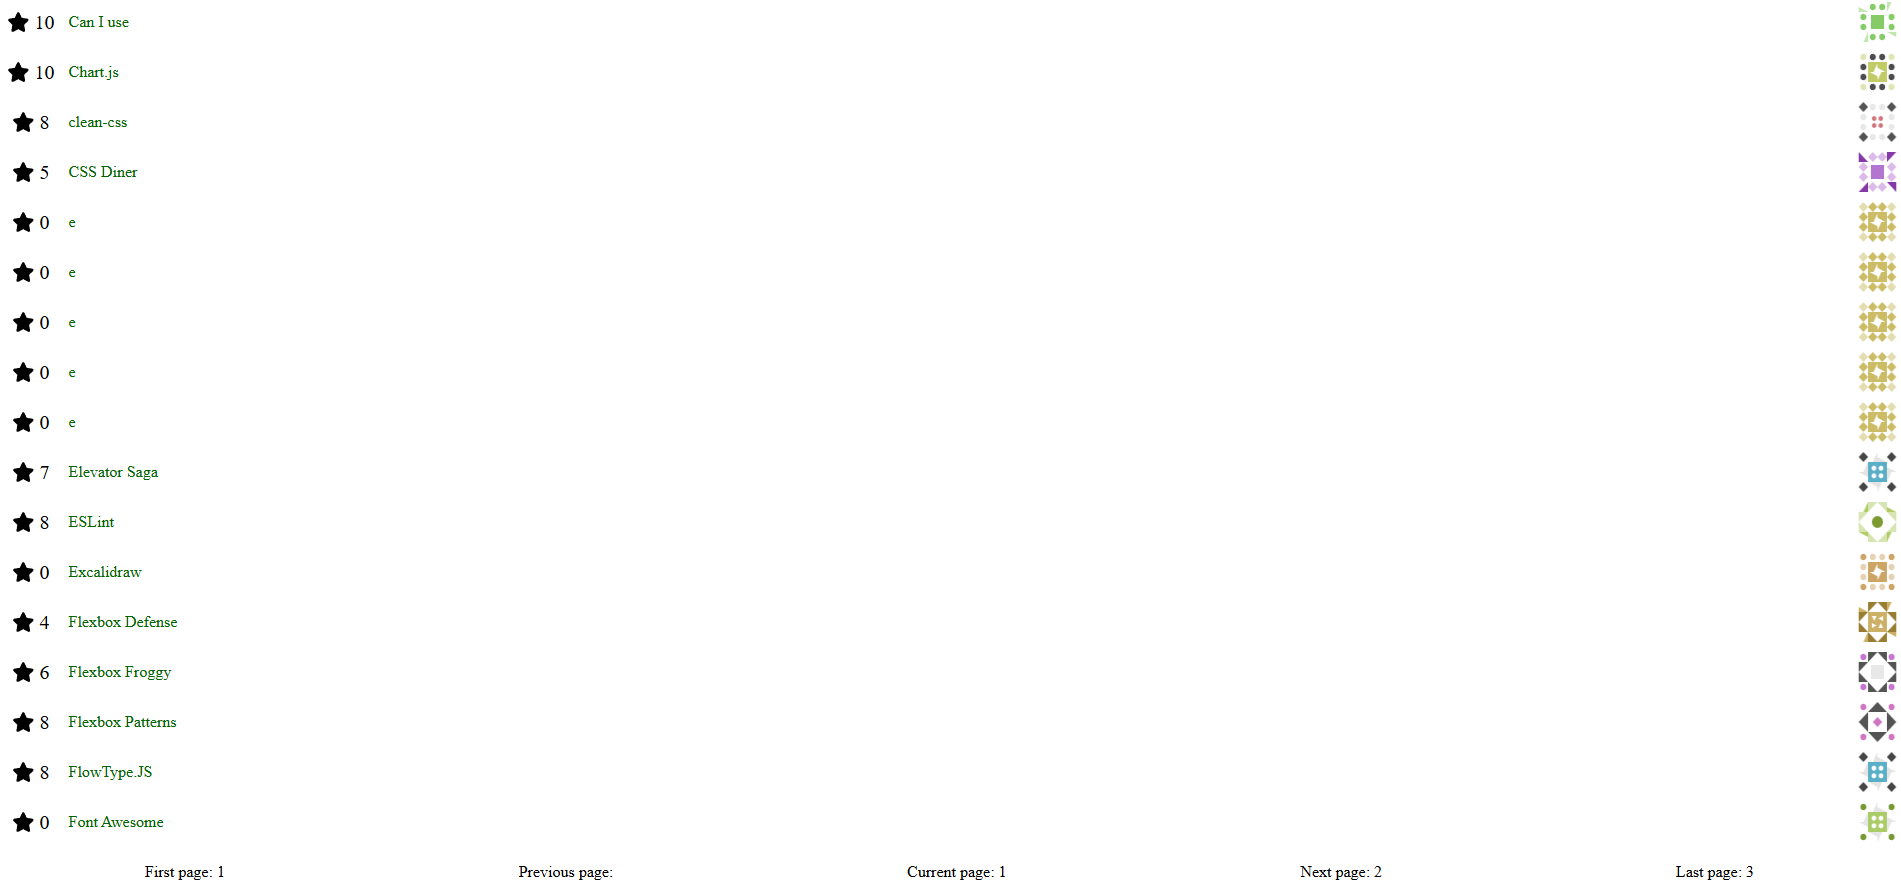 10 Can I use
10 Chart.js
8 clean-css
5 CSS Diner
0 e
0 e
0 e
0 e
0 e
7 Elevator Saga
8 ESLint
0 Excalidraw
4 Flexbox Defense
6 Flexbox Froggy
8 Flexbox Patterns
8 FlowType.JS
0 Font Awesome
First page: 1 Previous page: Current page: 1 Next page: 2 Last page: 3